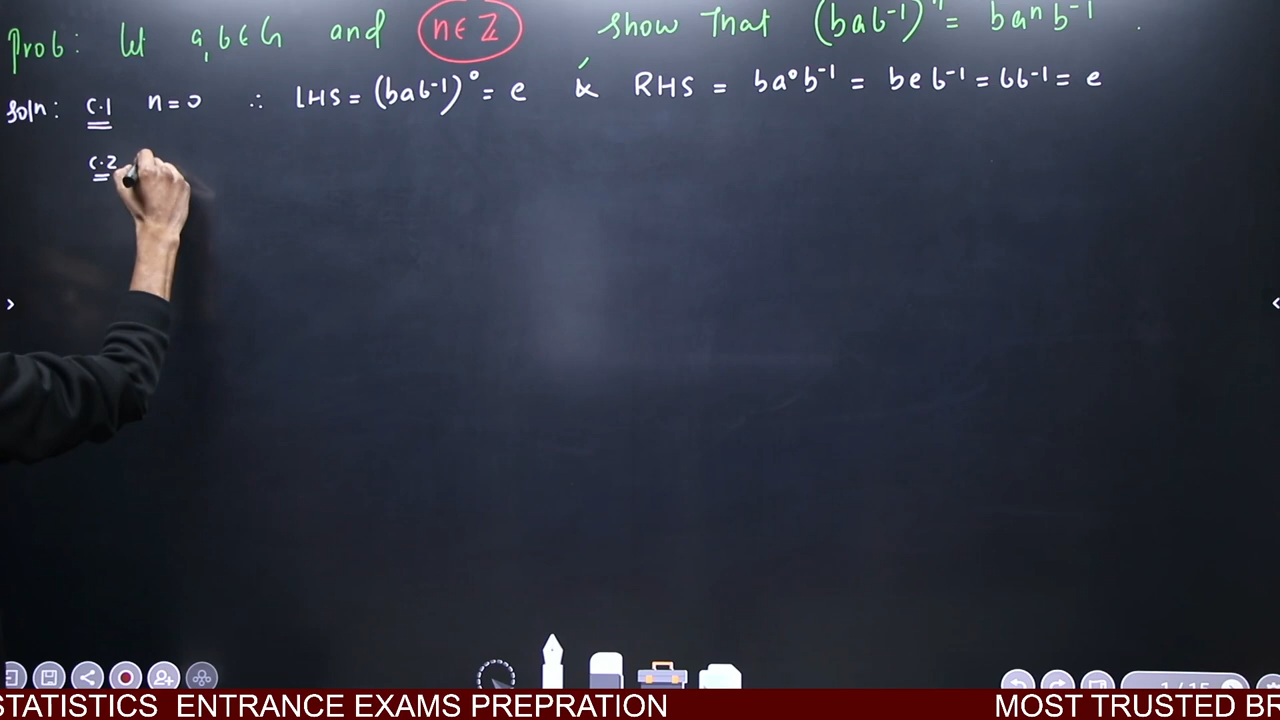 Prob: let a, b ∈ G and n ∈ Z show That (bab⁻¹)ⁿ = baⁿb⁻¹.
Soln: C.1 n=0 ∴ LHS = (bab⁻¹)⁰ = e & RHS = ba⁰b⁻¹ = beb⁻¹ = bb⁻¹ = e
C.2
STATISTICS ENTRANCE EXAMS PREPRATION MOST TRUSTED BR